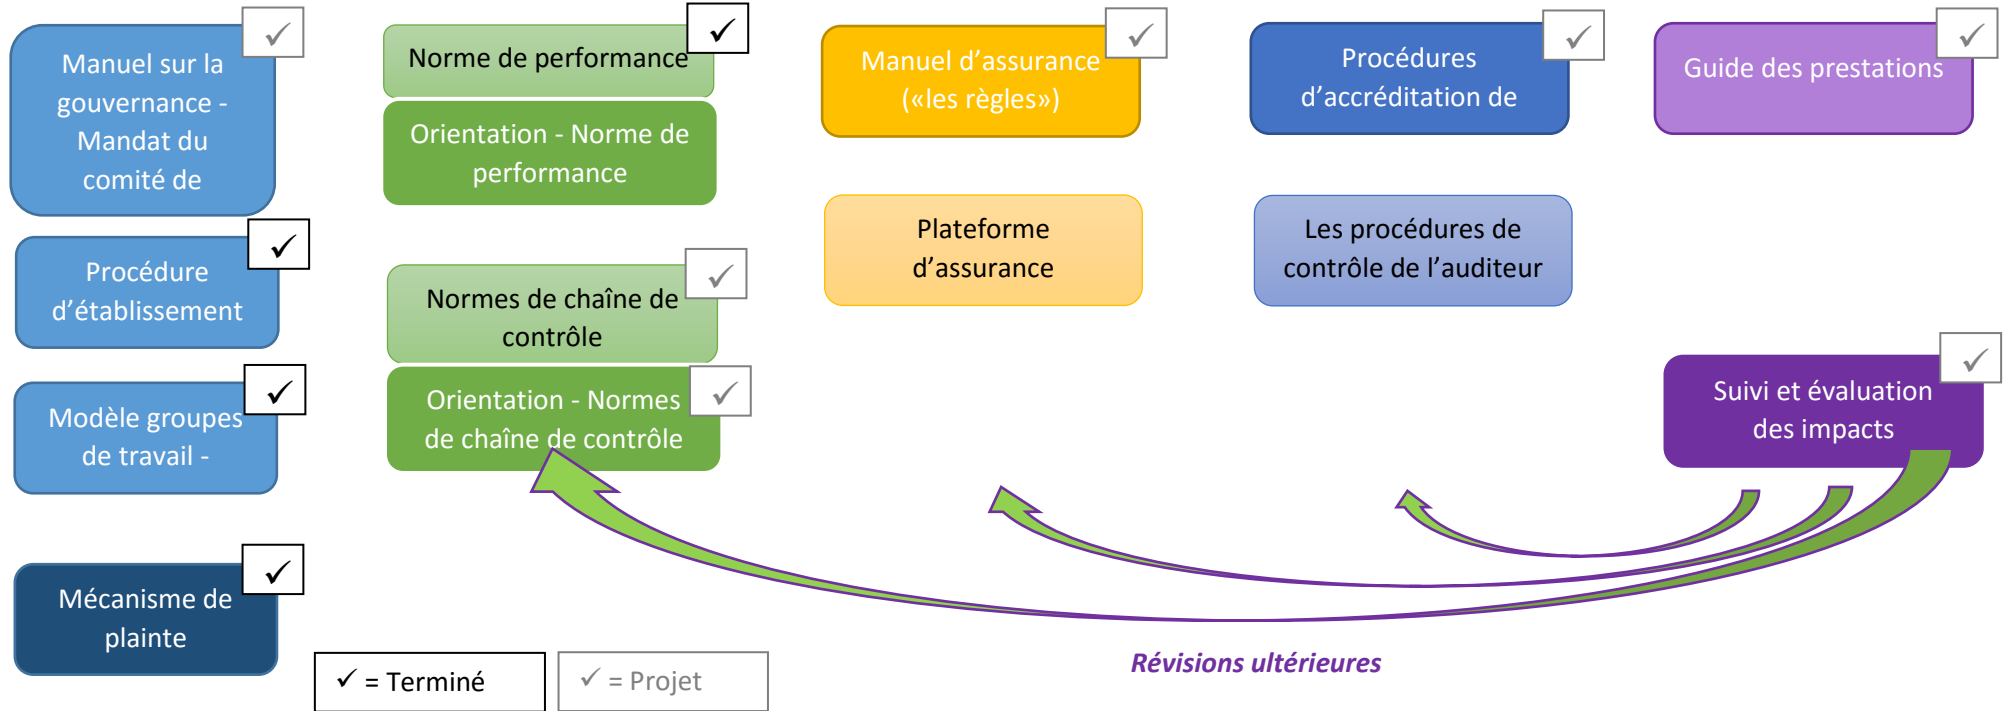 Manuel sur la
gouvernance -
Mandat du
comité de
Procédure
d’établissement
Modèle groupes
de travail -
Mécanisme de
plainte
Norme de performance
Orientation - Norme de
performance
Normes de chaîne de
contrôle
Orientation - Normes
de chaîne de contrôle
Manuel d’assurance
(«les règles»)
Plateforme
d’assurance
Procédures
d’accréditation de
Les procédures de
contrôle de l’auditeur
Guide des prestations
Suivi et évaluation
des impacts
Révisions ultérieures
✓ = Terminé
✓ = Projet